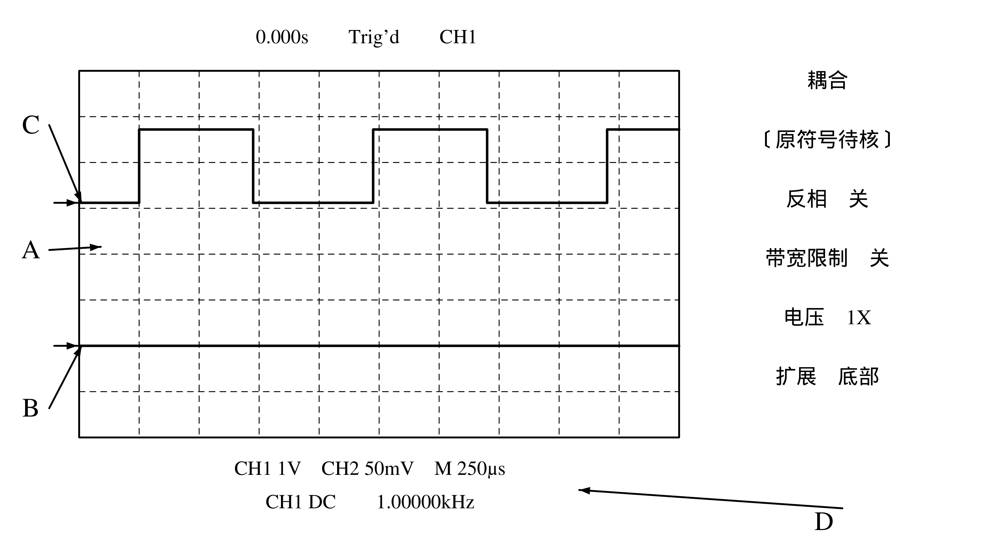 0.000s Trig’d CH1
耦合
C
〔原符号待核〕
反相 关
A
带宽限制 关
电压 1X
扩展 底部
B
CH1 1V CH2 50mV M 250μs
CH1 DC 1.00000kHz
D